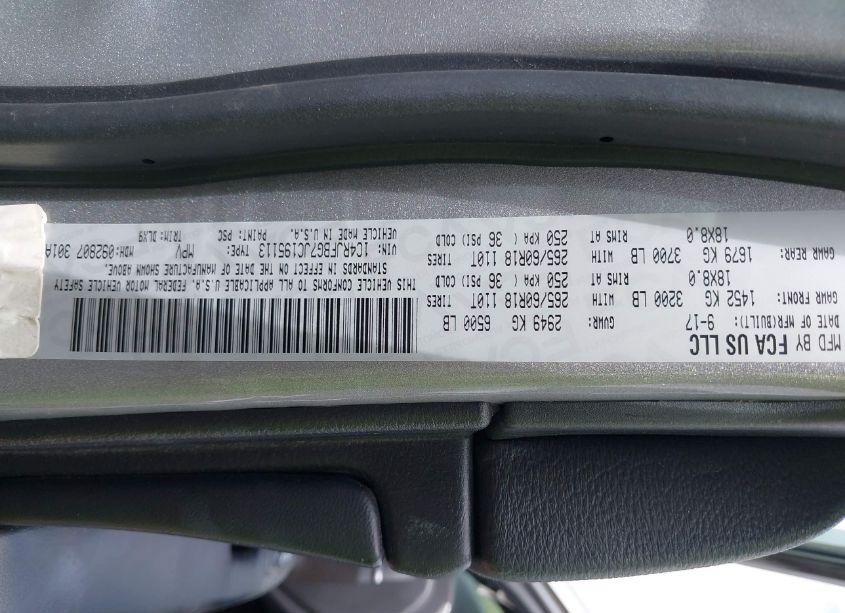 MFD BY FCA US LLC
DATE OF MFR(BUILT): 9-17 GVWR: 2949 KG 6500 LB
GAWR FRONT: 1452 KG 3200 LB WITH TIRES 265/60R18 110T
RIMS AT 18X8.0 250 KPA ( 36 PSI) COLD
GAWR REAR: 1679 KG 3700 LB WITH TIRES 265/60R18 110T
RIMS AT 18X8.0 250 KPA ( 36 PSI) COLD
THIS VEHICLE CONFORMS TO ALL APPLICABLE U.S.A. FEDERAL MOTOR VEHICLE SAFETY
STANDARDS IN EFFECT ON THE DATE OF MANUFACTURE SHOWN ABOVE.
VIN: 1C4RJFBG7JC195113 TYPE: MPV MDH: 092807 301A
VEHICLE MADE IN U.S.A. PAINT: PSC TRIM: DLX9